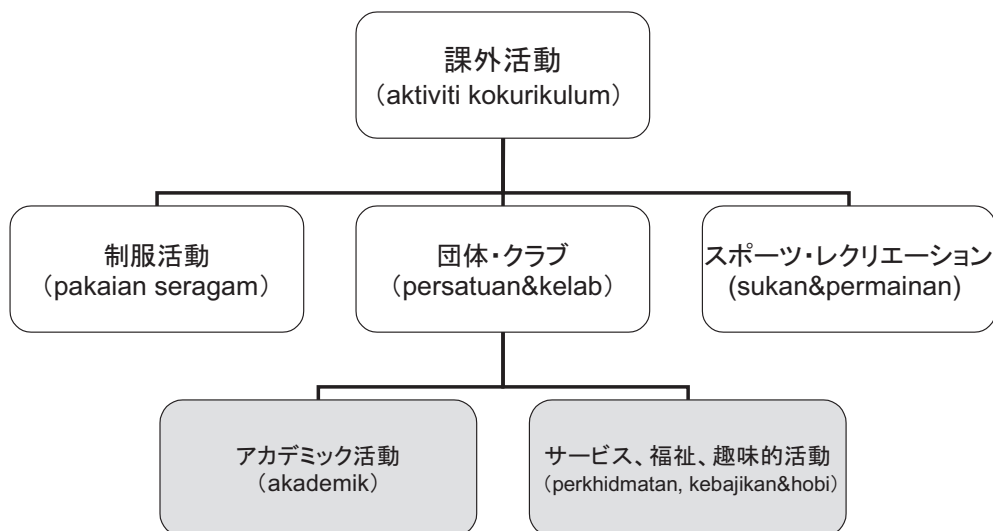 課外活動
（aktiviti kokurikulum）
制服活動
（pakaian seragam）
団体・クラブ
（persatuan&kelab）
スポーツ・レクリエーション
(sukan&permainan)
アカデミック活動
（akademik）
サービス、福祉、趣味的活動
（perkhidmatan, kebajikan&hobi）